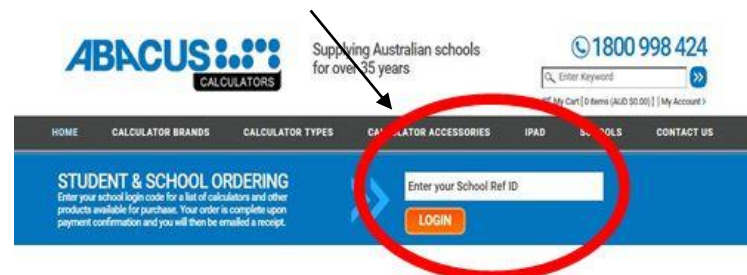 ABACUS
CALCULATORS
Supplying Australian schools
for over 35 years
1800 998 424
Enter Keyword
My Cart [ 0 items (AUD $0.00) ] | My Account >
HOME CALCULATOR BRANDS CALCULATOR TYPES CALCULATOR ACCESSORIES IPAD SCHOOLS CONTACT US
STUDENT & SCHOOL ORDERING
Enter your school login code for a list of calculators and other
products available for purchase. Your order is complete upon
payment confirmation and you will then be emailed a receipt.
Enter your School Ref ID
LOGIN